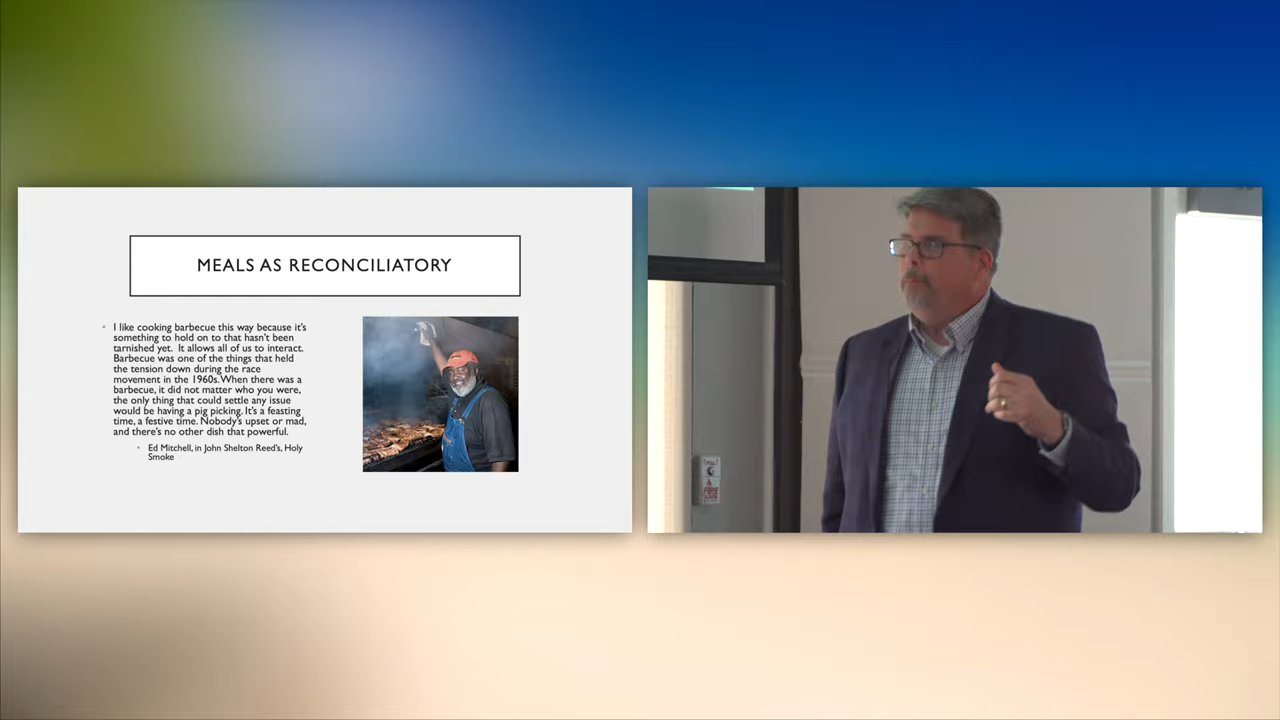 MEALS AS RECONCILIATORY
• I like cooking barbecue this way because it's
something to hold on to that hasn't been
tarnished yet. It allows all of us to interact.
Barbecue was one of the things that held
the tension down during the race
movement in the 1960s. When there was a
barbecue, it did not matter who you were,
the only thing that could settle any issue
would be having a pig picking. It's a feasting
time, a festive time. Nobody's upset or mad,
and there's no other dish that powerful.
• Ed Mitchell, in John Shelton Reed's, Holy
Smoke
FIRE